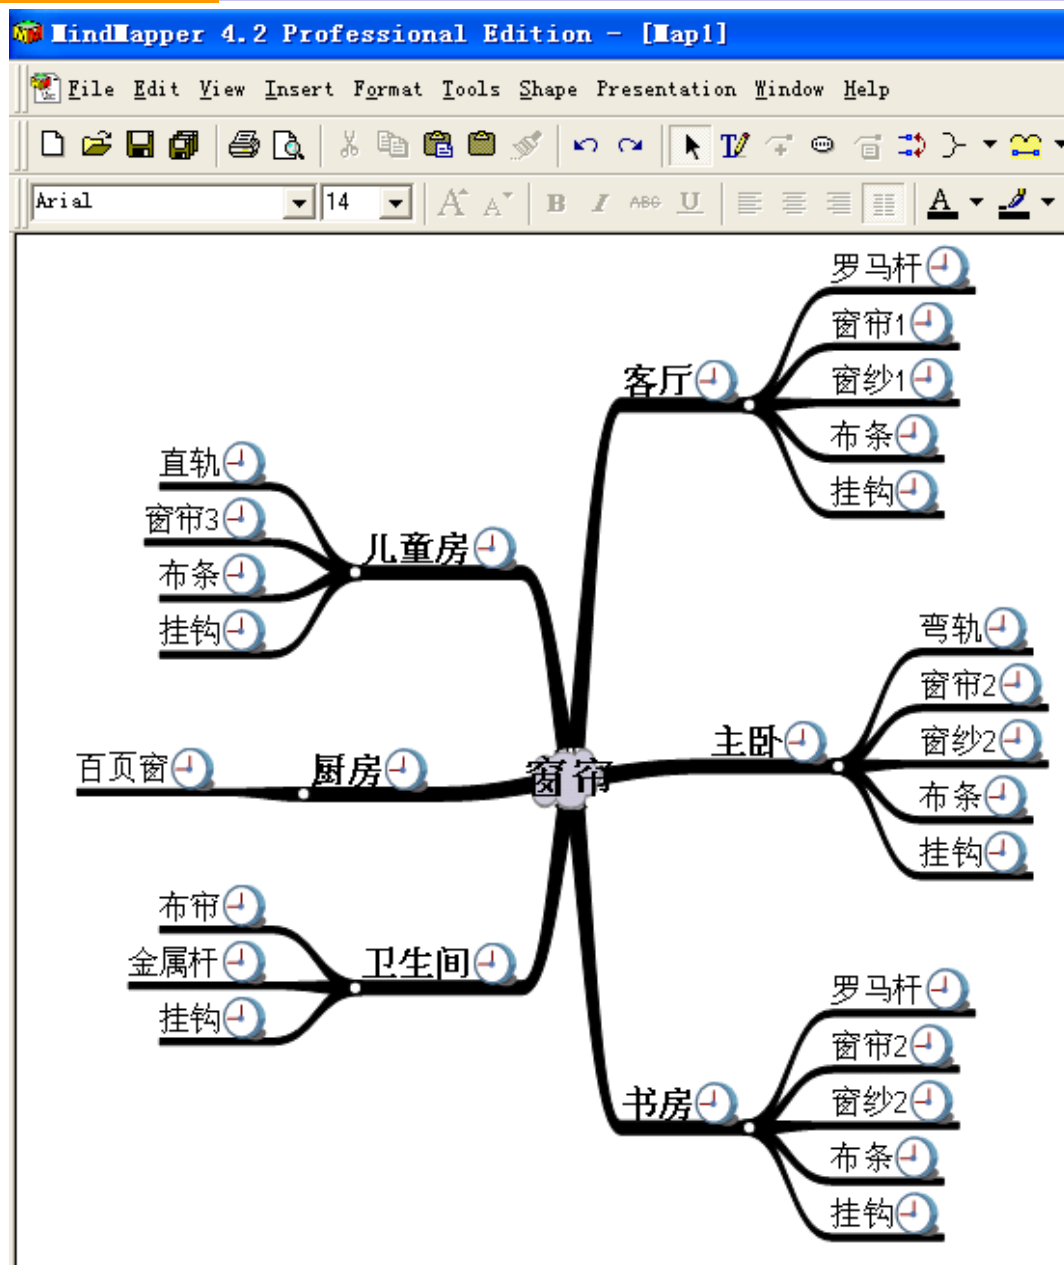 MindMapper 4.2 Professional Edition - [Map1]
File Edit View Insert Format Tools Shape Presentation Window Help
Arial 14
窗帘
客厅
罗马杆
窗帘1
窗纱1
布条
挂钩
主卧
弯轨
窗帘2
窗纱2
布条
挂钩
书房
罗马杆
窗帘2
窗纱2
布条
挂钩
儿童房
直轨
窗帘3
布条
挂钩
厨房
百页窗
卫生间
布帘
金属杆
挂钩